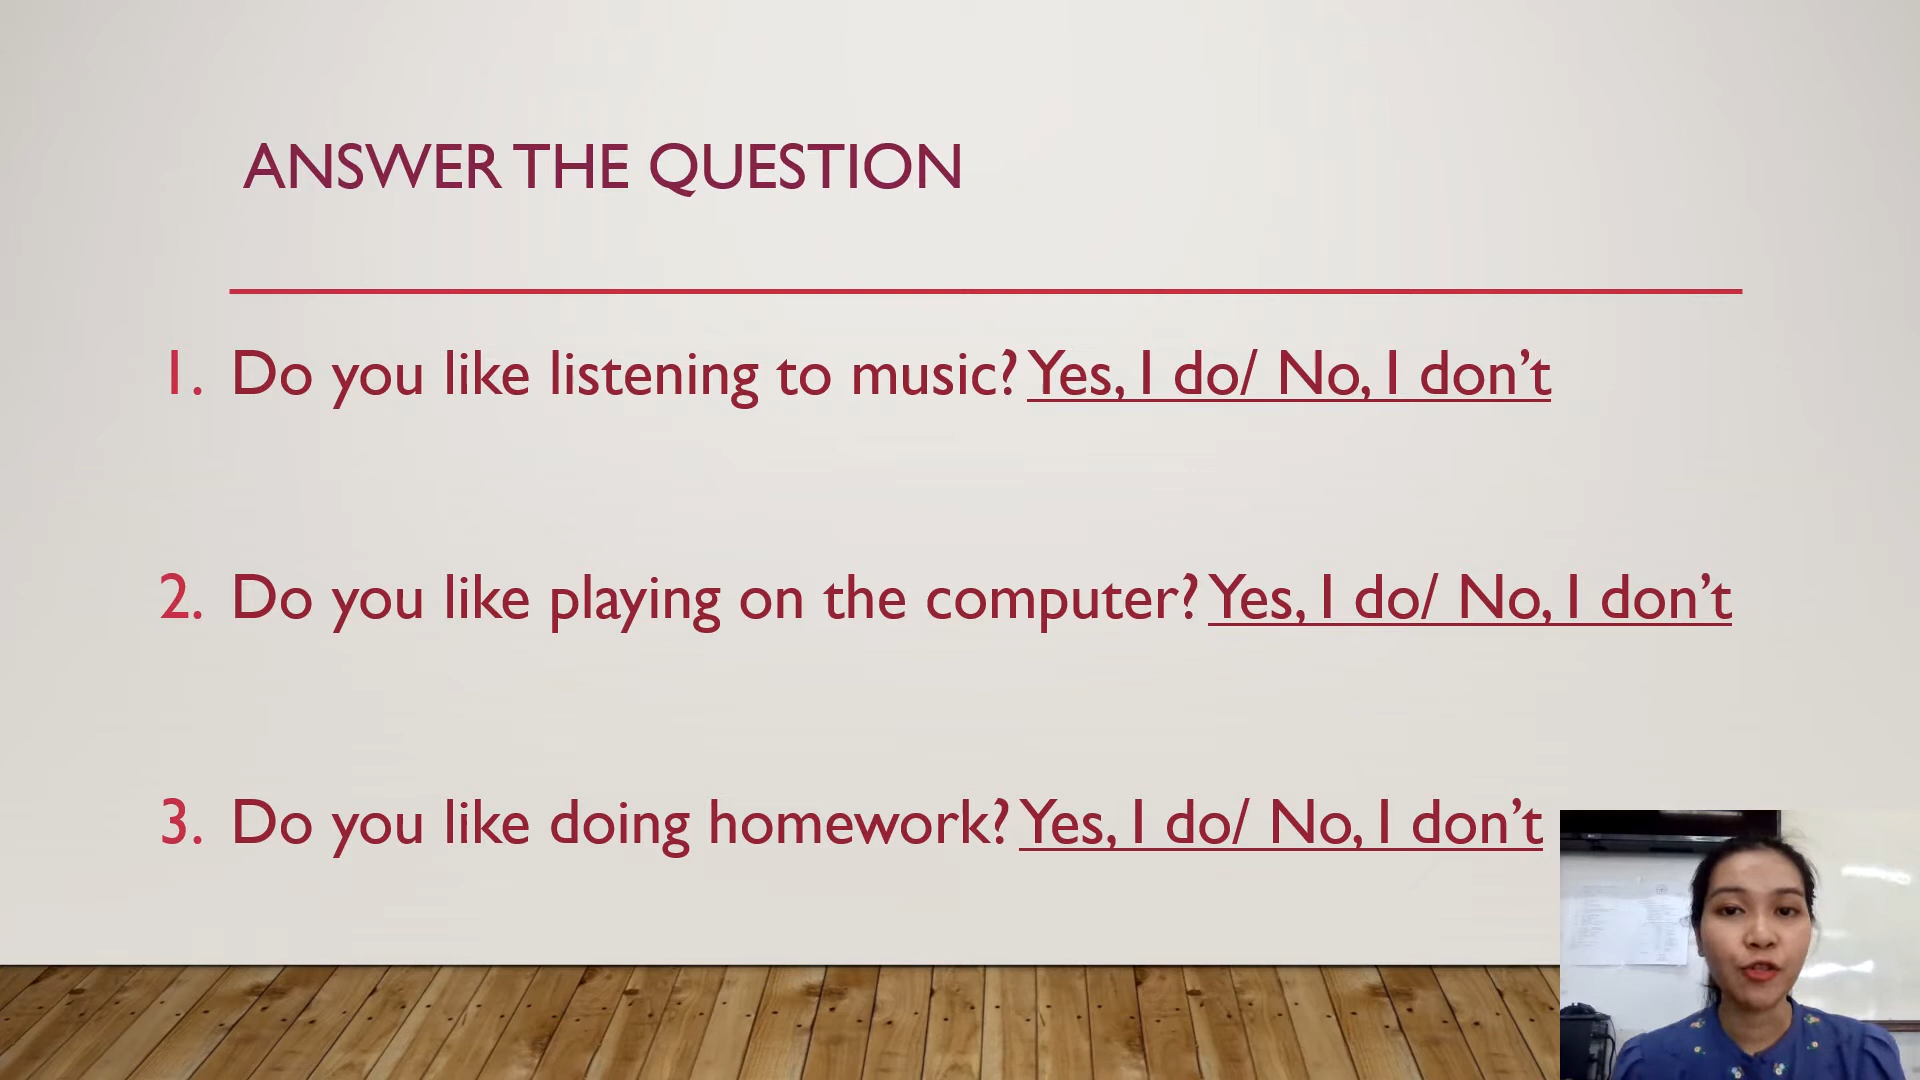 ANSWER THE QUESTION
1. Do you like listening to music? Yes, I do/ No, I don’t
2. Do you like playing on the computer? Yes, I do/ No, I don’t
3. Do you like doing homework? Yes, I do/ No, I don’t